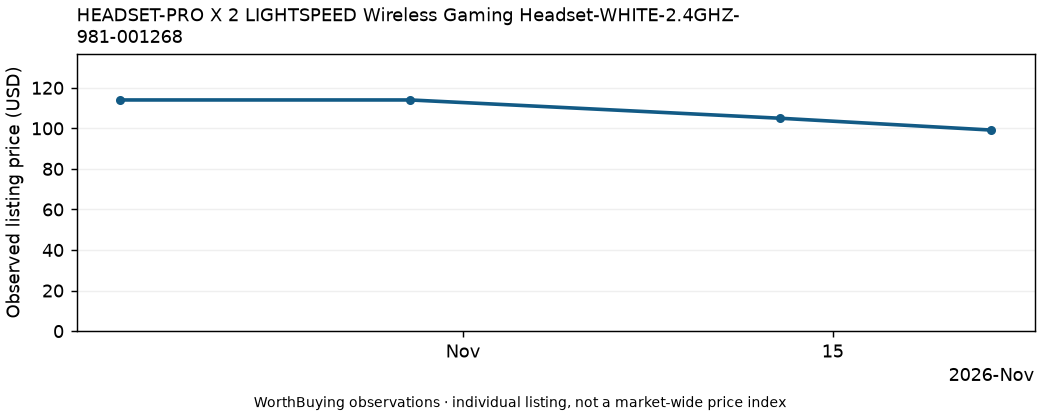 HEADSET-PRO X 2 LIGHTSPEED Wireless Gaming Headset-WHITE-2.4GHZ-
981-001268
Observed listing price (USD)
120
100
80
60
40
20
0
Nov
15
2026-Nov
WorthBuying observations · individual listing, not a market-wide price index